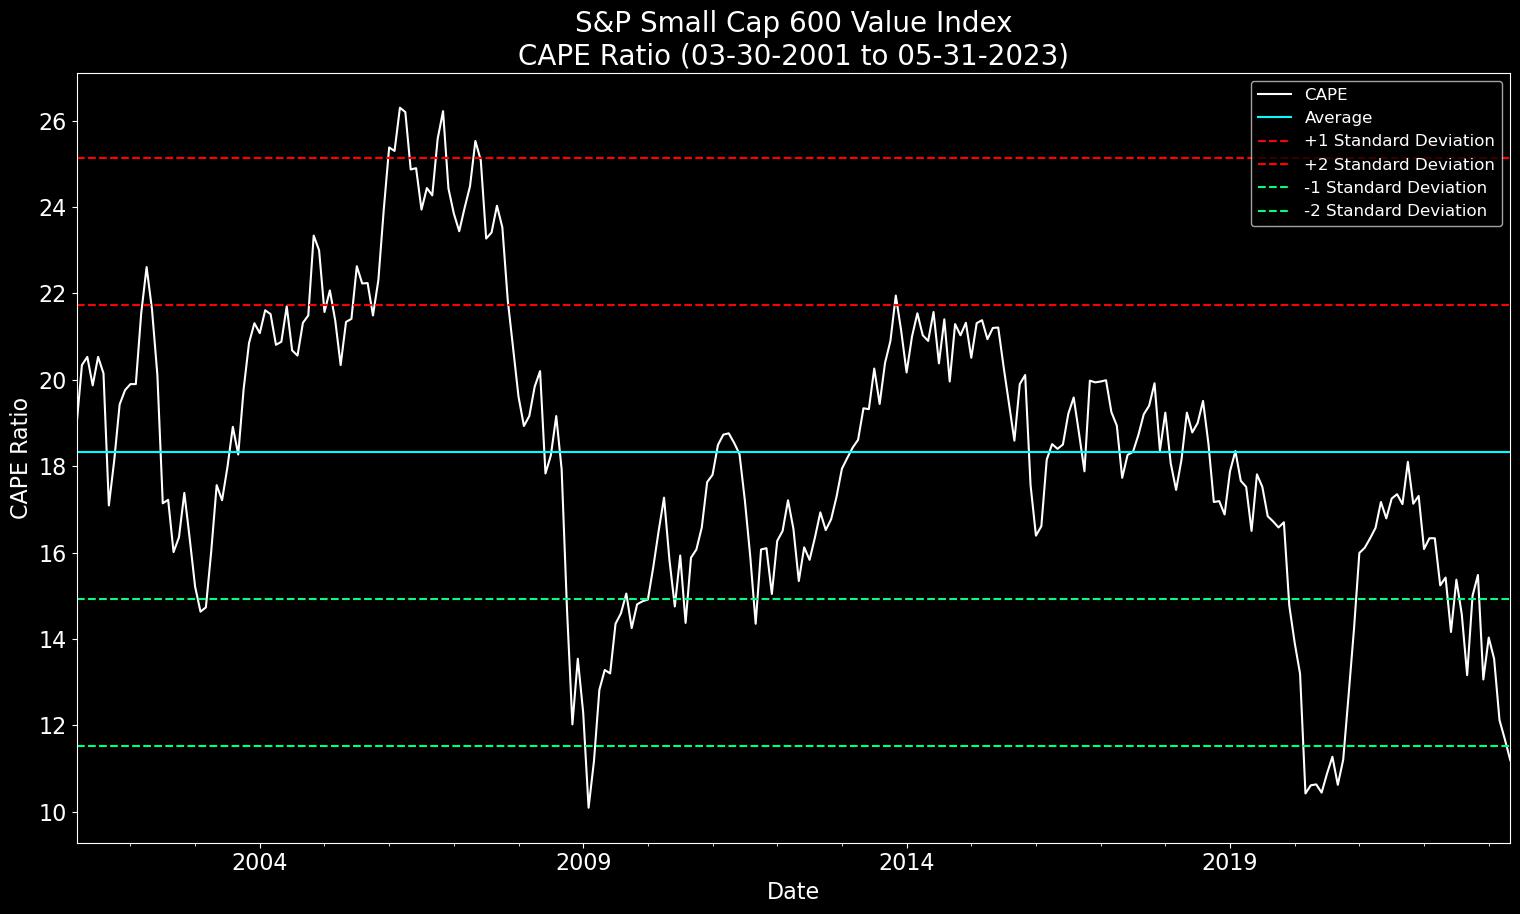 S&P Small Cap 600 Value Index
CAPE Ratio (03-30-2001 to 05-31-2023)
CAPE
Average
+1 Standard Deviation
+2 Standard Deviation
-1 Standard Deviation
-2 Standard Deviation
CAPE Ratio
26
24
22
20
18
16
14
12
10
2004
2009
2014
2019
Date